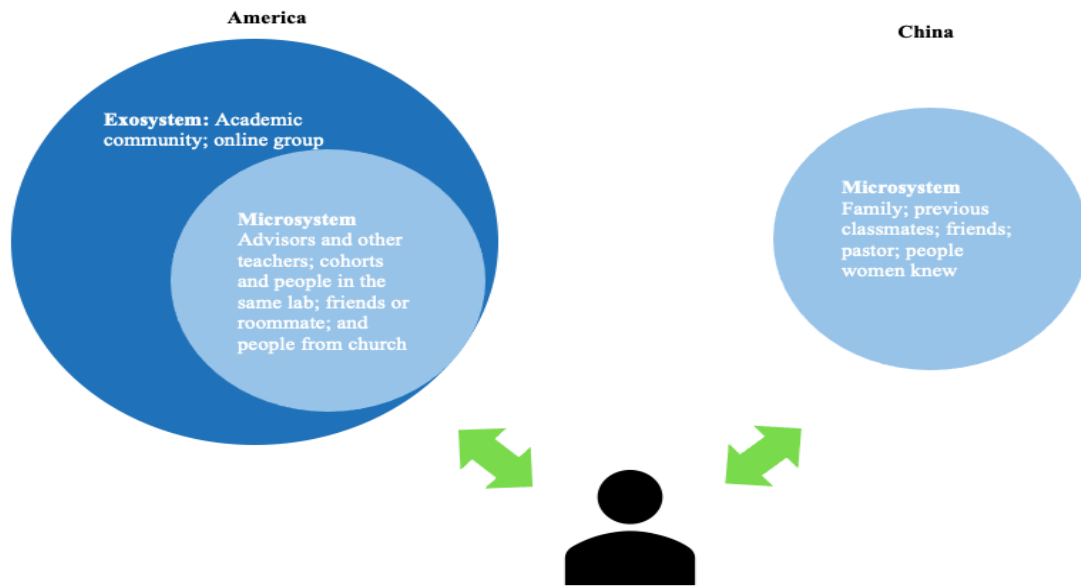 America
China
Exosystem: Academic
community; online group
Microsystem
Advisors and other
teachers; cohorts
and people in the
same lab; friends or
roommate; and
people from church
Microsystem
Family; previous
classmates; friends;
pastor; people
women knew